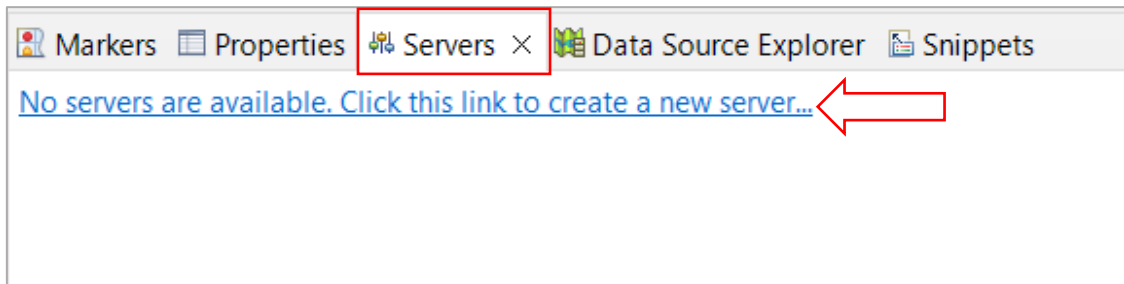 Markers Properties Servers Data Source Explorer Snippets
No servers are available. Click this link to create a new server...